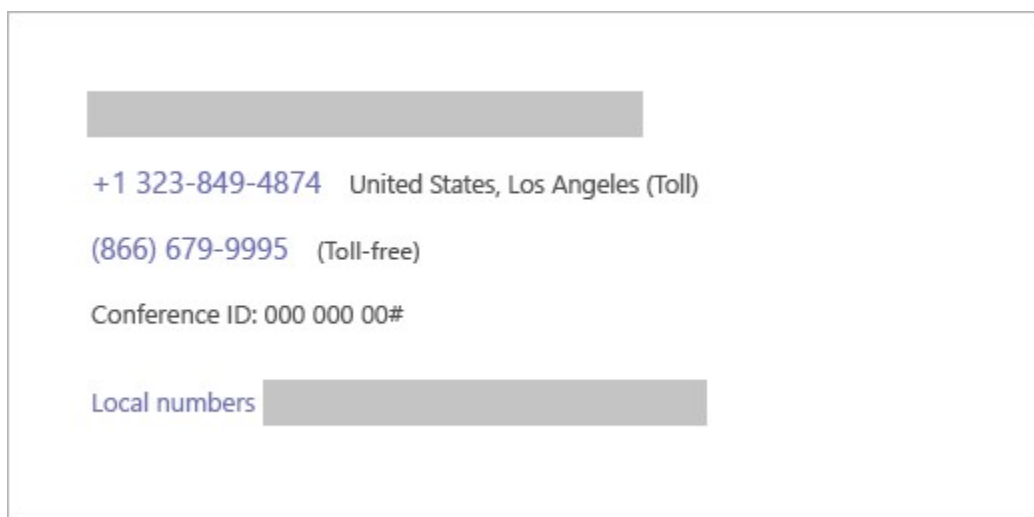 +1 323-849-4874 United States, Los Angeles (Toll)
(866) 679-9995 (Toll-free)
Conference ID: 000 000 00#
Local numbers